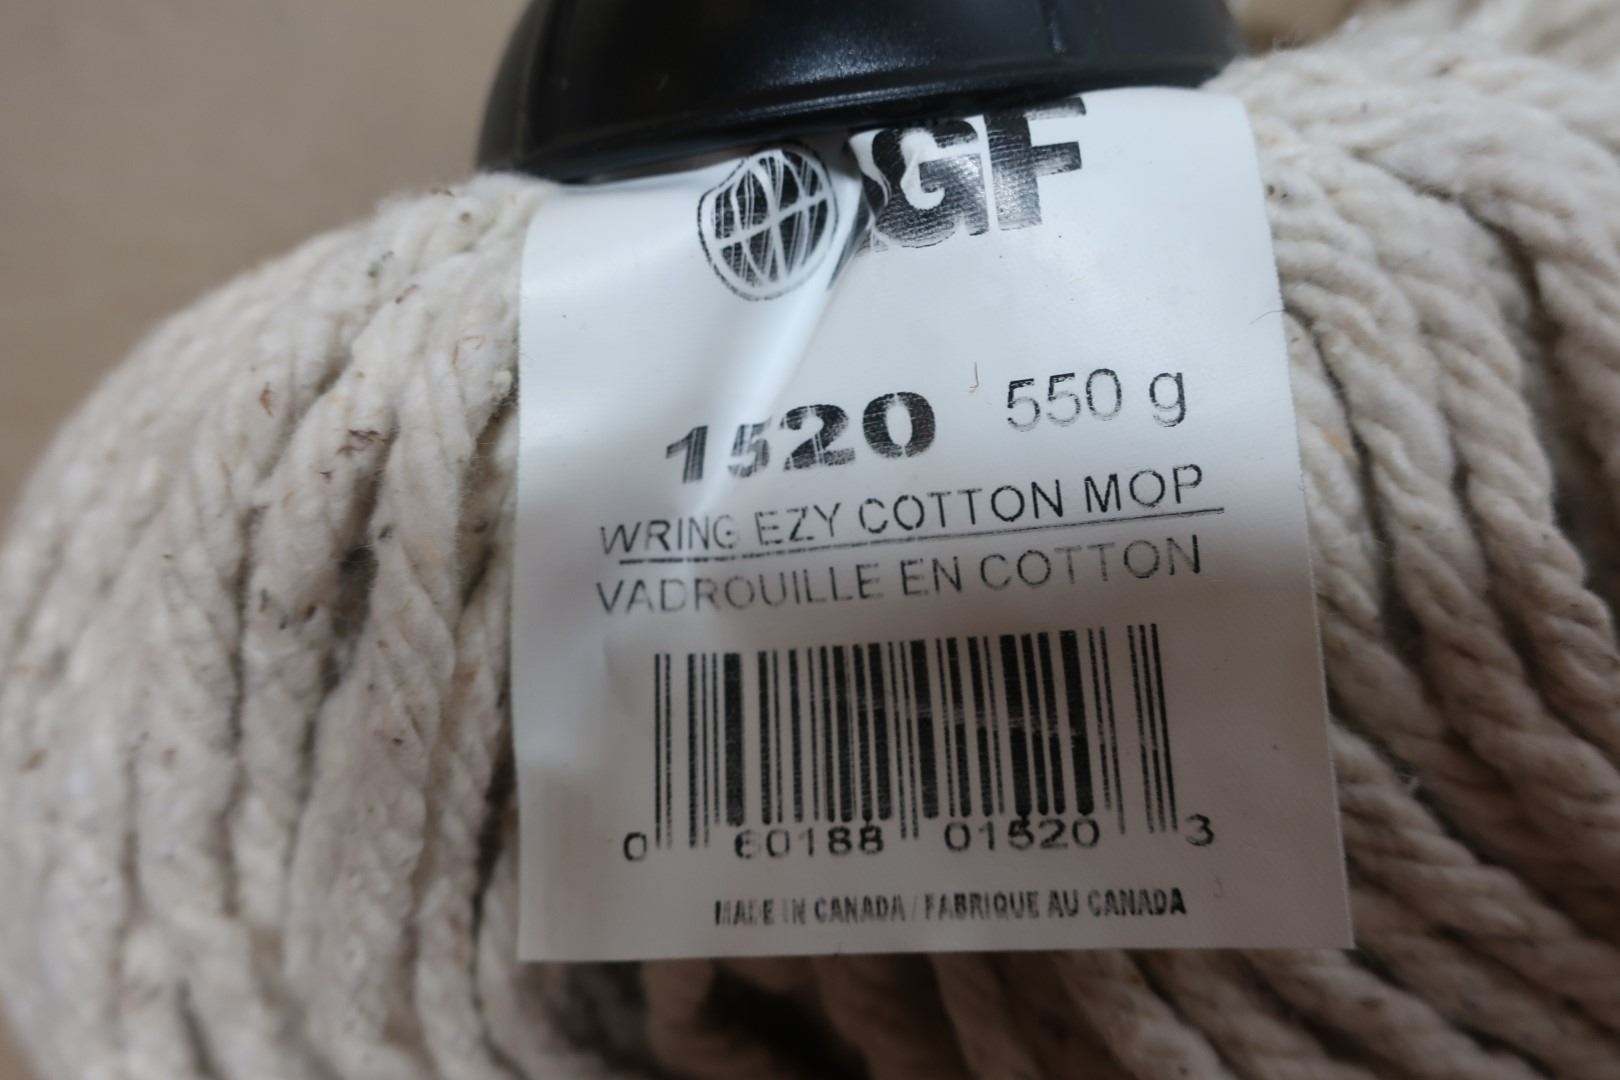 GF
1520 550 g
WRING EZY COTTON MOP
VADROUILLE EN COTTON
0 60188 01520 3
MADE IN CANADA / FABRIQUE AU CANADA